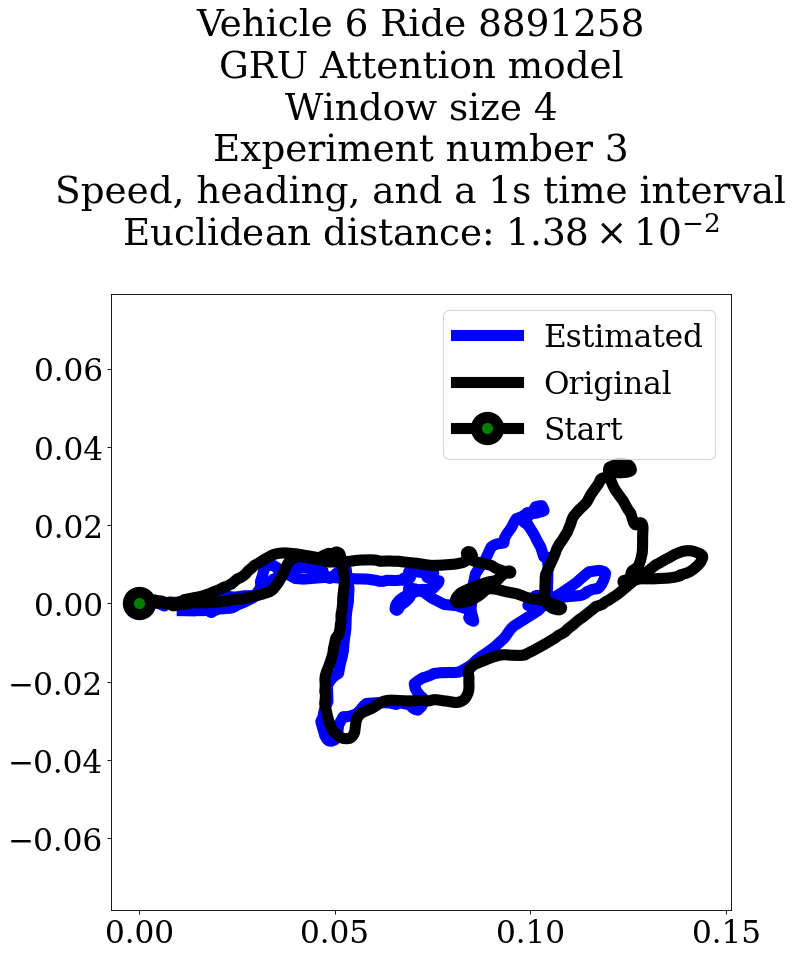 Vehicle 6 Ride 8891258
GRU Attention model
Window size 4
Experiment number 3
Speed, heading, and a 1s time interval
Euclidean distance: 1.38 × 10⁻²
Estimated
Original
Start
0.06
0.04
0.02
0.00
−0.02
−0.04
−0.06
0.00 0.05 0.10 0.15